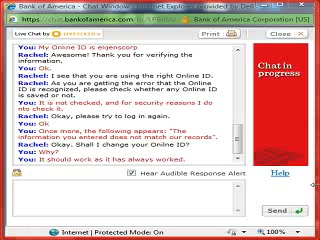 Bank of America - Chat Window - Internet Explorer provided by Dell
https://chat.bankofamerica.com/hc/s/LPBofA
Bank of America Corporation [US]
Live Chat by LIVEPERSON
Print
Close
You: My Online ID is eigenscorp
Rachel: Awesome! Thank you for verifying the information.
You: Ok.
Rachel: I see that you are using the right Online ID.
Rachel: As you are getting the error that the Online ID is recognized, please check whether any Online ID is saved or not.
You: It is not checked, and for security reasons I do nto check it.
Rachel: Okay, please try to log in again.
You: Ok
You: Once more, the following appears: "The information you entered does not match our records".
Rachel: Okay. Shall I change your Online ID?
You: Why?
You: It should work as it has always worked.
Chat in
progress
Help
Hear Audible Response Alert
Send
Internet | Protected Mode: On
100%